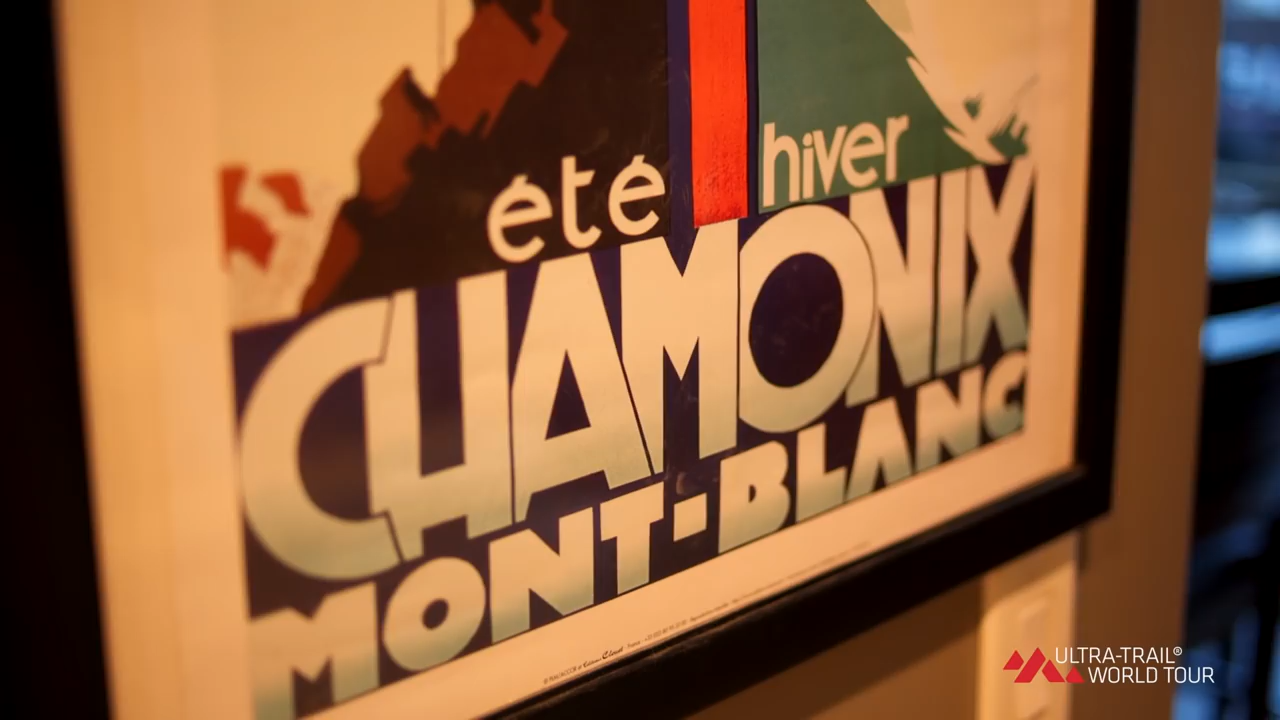 été
hiver
CHAMONIX
MONT-BLANC
ULTRA-TRAIL®
WORLD TOUR